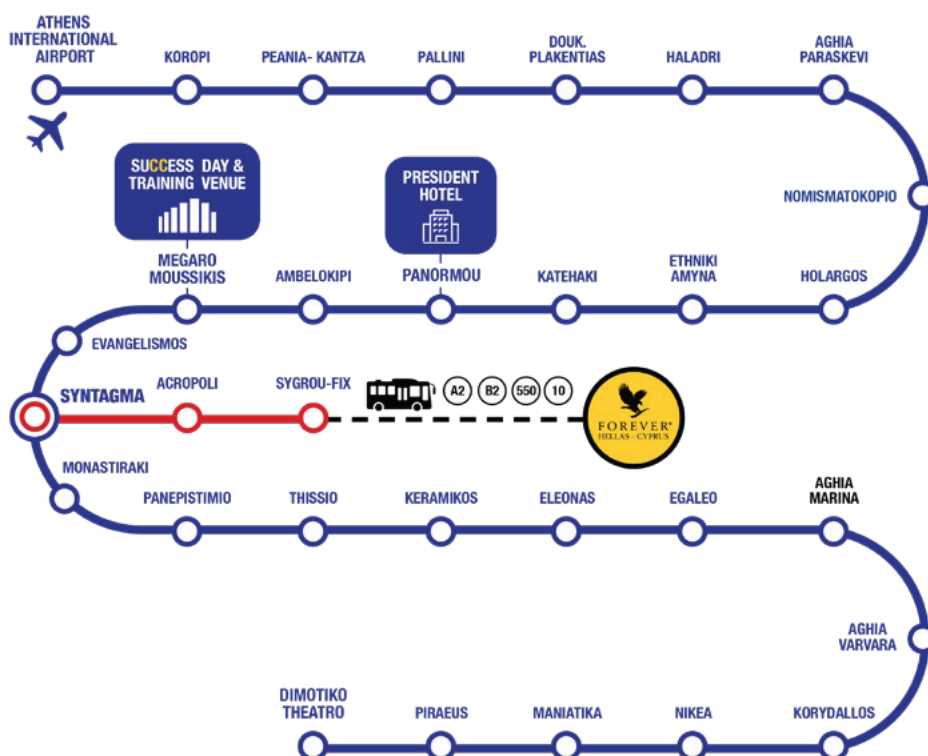 ATHENS
INTERNATIONAL
AIRPORT
KOROPI
PEANIA- KANTZA
PALLINI
DOUK.
PLAKENTIAS
HALADRI
AGHIA
PARASKEVI
NOMISMATOKOPIO
SUCCESS DAY &
TRAINING VENUE
PRESIDENT
HOTEL
MEGARO
MOUSSIKIS
AMBELOKIPI
PANORMOU
KATEHAKI
ETHNIKI
AMYNA
HOLARGOS
EVANGELISMOS
SYNTAGMA
ACROPOLI
SYGROU-FIX
A2
B2
550
10
FOREVER®
HELLAS - CYPRUS
MONASTIRAKI
PANEPISTIMIO
THISSIO
KERAMIKOS
ELEONAS
EGALEO
AGHIA
MARINA
AGHIA
VARVARA
DIMOTIKO
THEATRO
PIRAEUS
MANIATIKA
NIKEA
KORYDALLOS